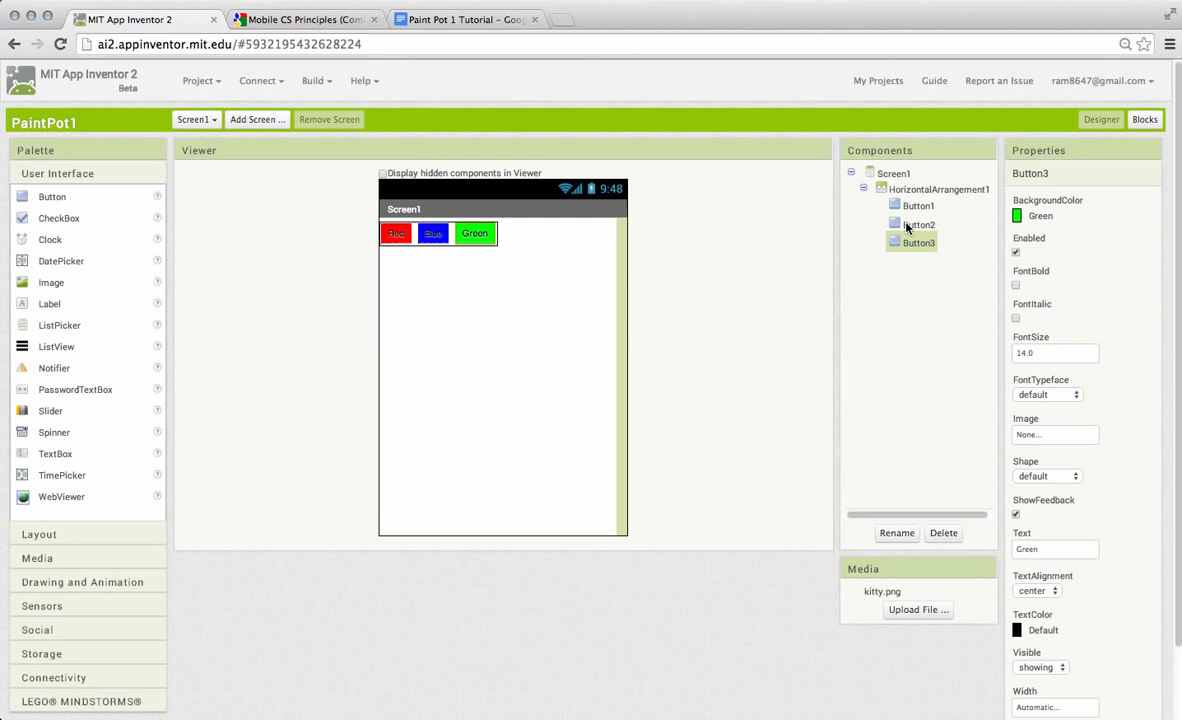 MIT App Inventor 2
Mobile CS Principles (Com
Paint Pot 1 Tutorial – Goo
ai2.appinventor.mit.edu/#5932195432628224
MIT App Inventor 2
Beta
Project
Connect
Build
Help
My Projects
Guide
Report an Issue
ram8647@gmail.com
PaintPot1
Screen1
Add Screen ...
Remove Screen
Designer
Blocks
Palette
User Interface
Button
CheckBox
Clock
DatePicker
Image
Label
ListPicker
ListView
Notifier
PasswordTextBox
Slider
Spinner
TextBox
TimePicker
WebViewer
Layout
Media
Drawing and Animation
Sensors
Social
Storage
Connectivity
LEGO® MINDSTORMS®
Viewer
Display hidden components in Viewer
9:48
Screen1
Red
Blue
Green
Components
Screen1
HorizontalArrangement1
Button1
Button2
Button3
Rename
Delete
Media
kitty.png
Upload File ...
Properties
Button3
BackgroundColor
Green
Enabled
FontBold
FontItalic
FontSize
14.0
FontTypeface
default
Image
None...
Shape
default
ShowFeedback
Text
Green
TextAlignment
center
TextColor
Default
Visible
showing
Width
Automatic...